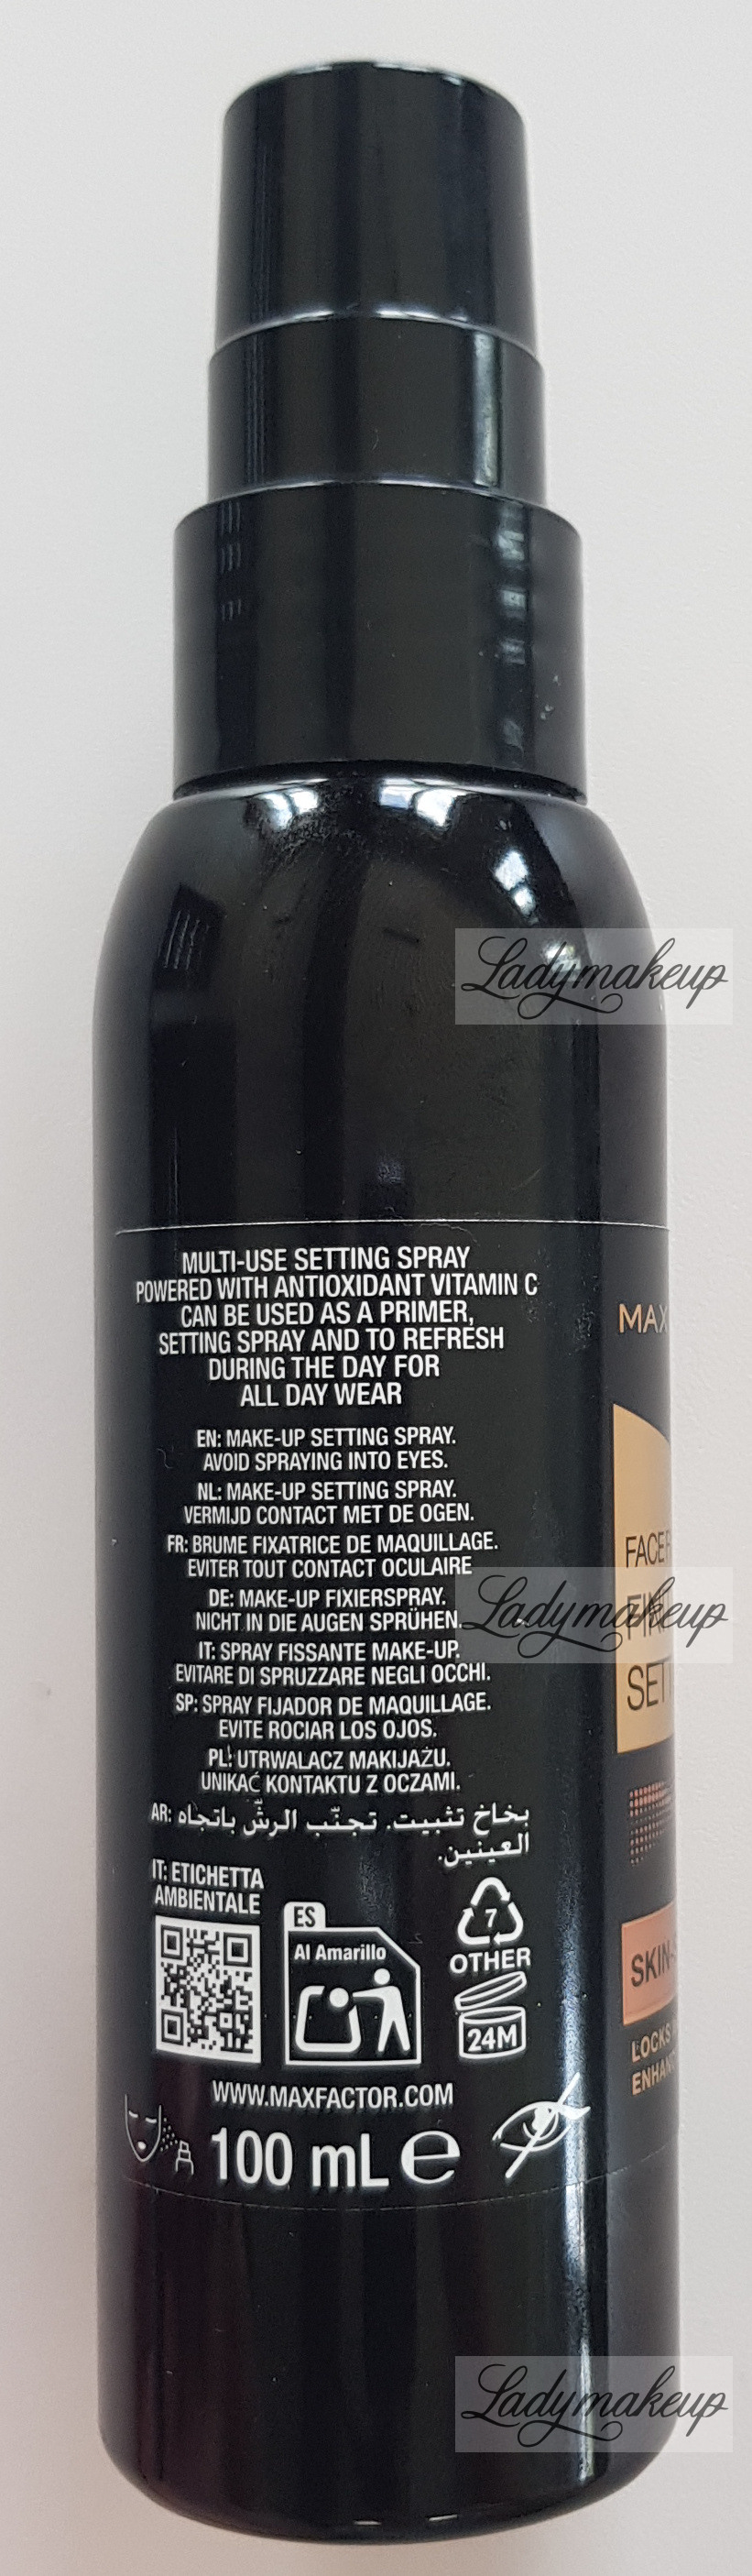 MULTI-USE SETTING SPRAY
POWERED WITH ANTIOXIDANT VITAMIN C
CAN BE USED AS A PRIMER,
SETTING SPRAY AND TO REFRESH
DURING THE DAY FOR
ALL DAY WEAR
EN: MAKE-UP SETTING SPRAY.
AVOID SPRAYING INTO EYES.
NL: MAKE-UP SETTING SPRAY.
VERMIJD CONTACT MET DE OGEN.
FR: BRUME FIXATRICE DE MAQUILLAGE.
EVITER TOUT CONTACT OCULAIRE
DE: MAKE-UP FIXIERSPRAY.
NICHT IN DIE AUGEN SPRÜHEN.
IT: SPRAY FISSANTE MAKE-UP.
EVITARE DI SPRUZZARE NEGLI OCCHI.
SP: SPRAY FIJADOR DE MAQUILLAGE.
EVITE ROCIAR LOS OJOS.
PL: UTRWALACZ MAKIJAŻU.
UNIKAĆ KONTAKTU Z OCZAMI.
AR: بخاخ تثبيت. تجنّب الرشّ باتجاه
العينين.
IT: ETICHETTA
AMBIENTALE
ES
Al Amarillo
7
OTHER
24M
WWW.MAXFACTOR.COM
100 mL e
MAX
FACE
SETT
SKIN
LOCKS
ENHAN
Ladymakeup
Ladymakeup
Ladymakeup